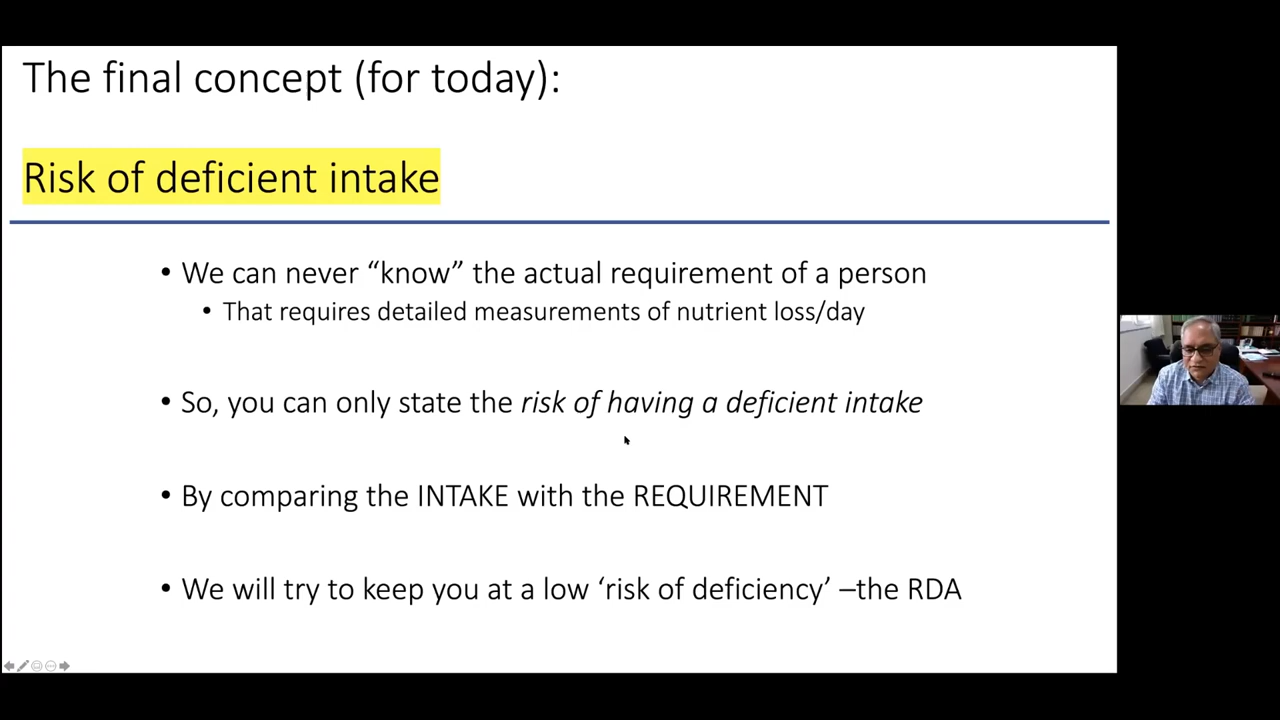 The final concept (for today):
Risk of deficient intake
• We can never “know” the actual requirement of a person
• That requires detailed measurements of nutrient loss/day
• So, you can only state the risk of having a deficient intake
• By comparing the INTAKE with the REQUIREMENT
• We will try to keep you at a low ‘risk of deficiency’ –the RDA